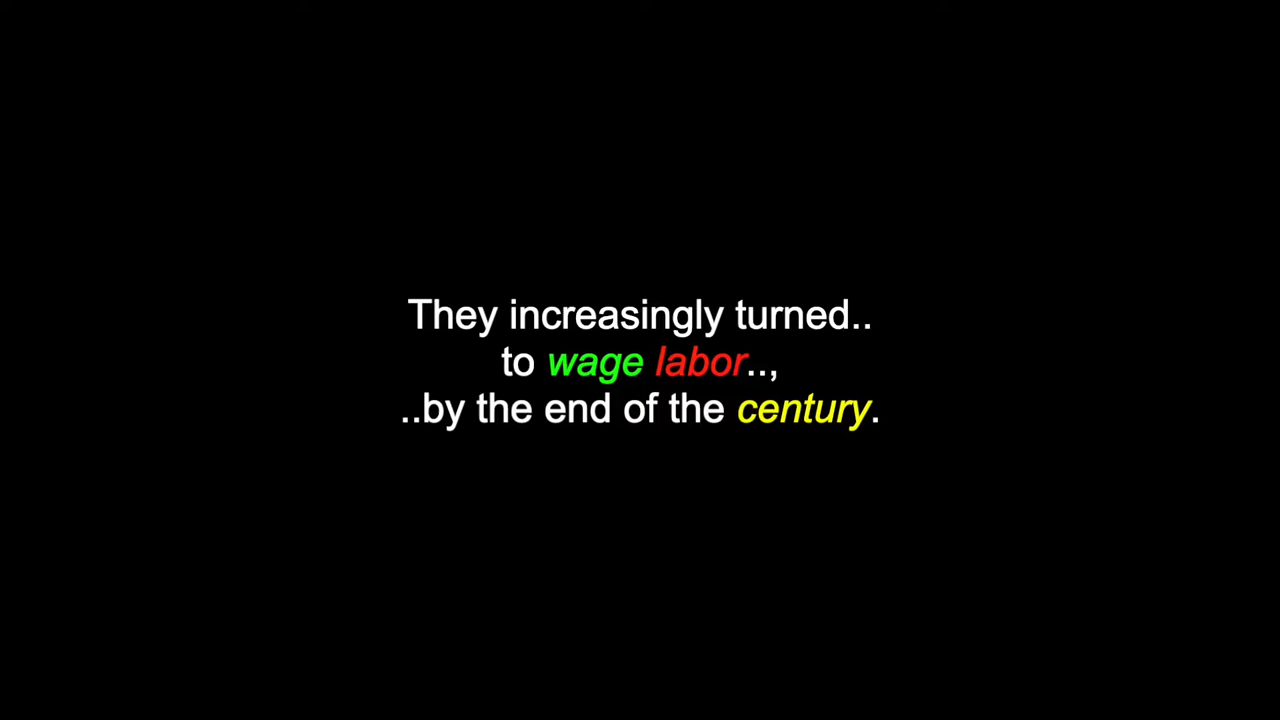 They increasingly turned..
to wage labor..,
..by the end of the century.